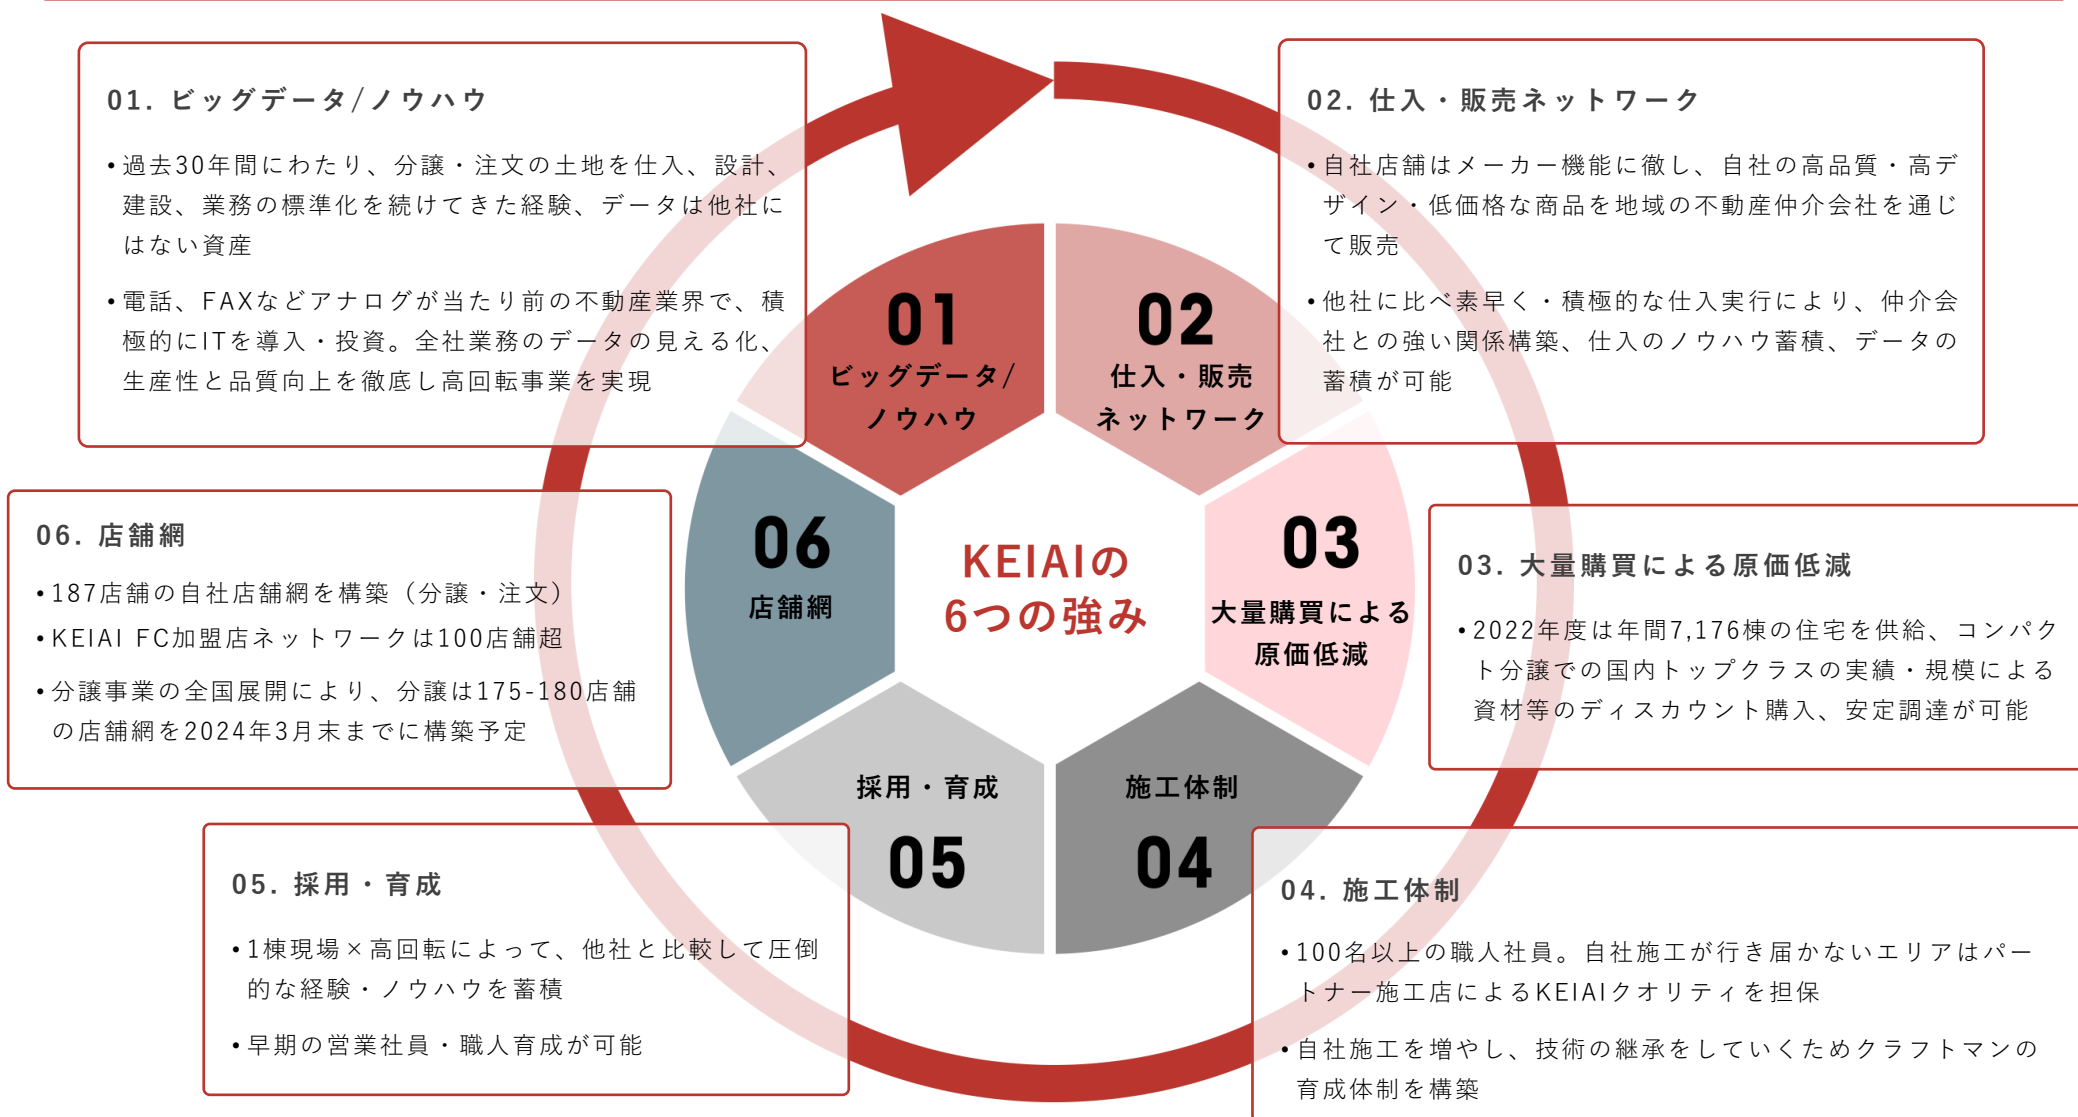 01. ビッグデータ/ノウハウ
•過去30年間にわたり、分譲・注文の土地を仕入、設計、
建設、業務の標準化を続けてきた経験、データは他社に
はない資産
•電話、FAXなどアナログが当たり前の不動産業界で、積
極的にITを導入・投資。全社業務のデータの見える化、
生産性と品質向上を徹底し高回転事業を実現
02. 仕入・販売ネットワーク
•自社店舗はメーカー機能に徹し、自社の高品質・高デ
ザイン・低価格な商品を地域の不動産仲介会社を通じ
て販売
•他社に比べ素早く・積極的な仕入実行により、仲介会
社との強い関係構築、仕入のノウハウ蓄積、データの
蓄積が可能
01
ビッグデータ/
ノウハウ
02
仕入・販売
ネットワーク
06
店舗網
KEIAIの
6つの強み
03
大量購買による
原価低減
採用・育成
05
施工体制
04
06. 店舗網
•187店舗の自社店舗網を構築（分譲・注文）
•KEIAI FC加盟店ネットワークは100店舗超
•分譲事業の全国展開により、分譲は175-180店舗
の店舗網を2024年3月末までに構築予定
03. 大量購買による原価低減
•2022年度は年間7,176棟の住宅を供給、コンパク
ト分譲での国内トップクラスの実績・規模による
資材等のディスカウント購入、安定調達が可能
05. 採用・育成
•1棟現場×高回転によって、他社と比較して圧倒
的な経験・ノウハウを蓄積
•早期の営業社員・職人育成が可能
04. 施工体制
•100名以上の職人社員。自社施工が行き届かないエリアはパー
トナー施工店によるKEIAIクオリティを担保
•自社施工を増やし、技術の継承をしていくためクラフトマンの
育成体制を構築